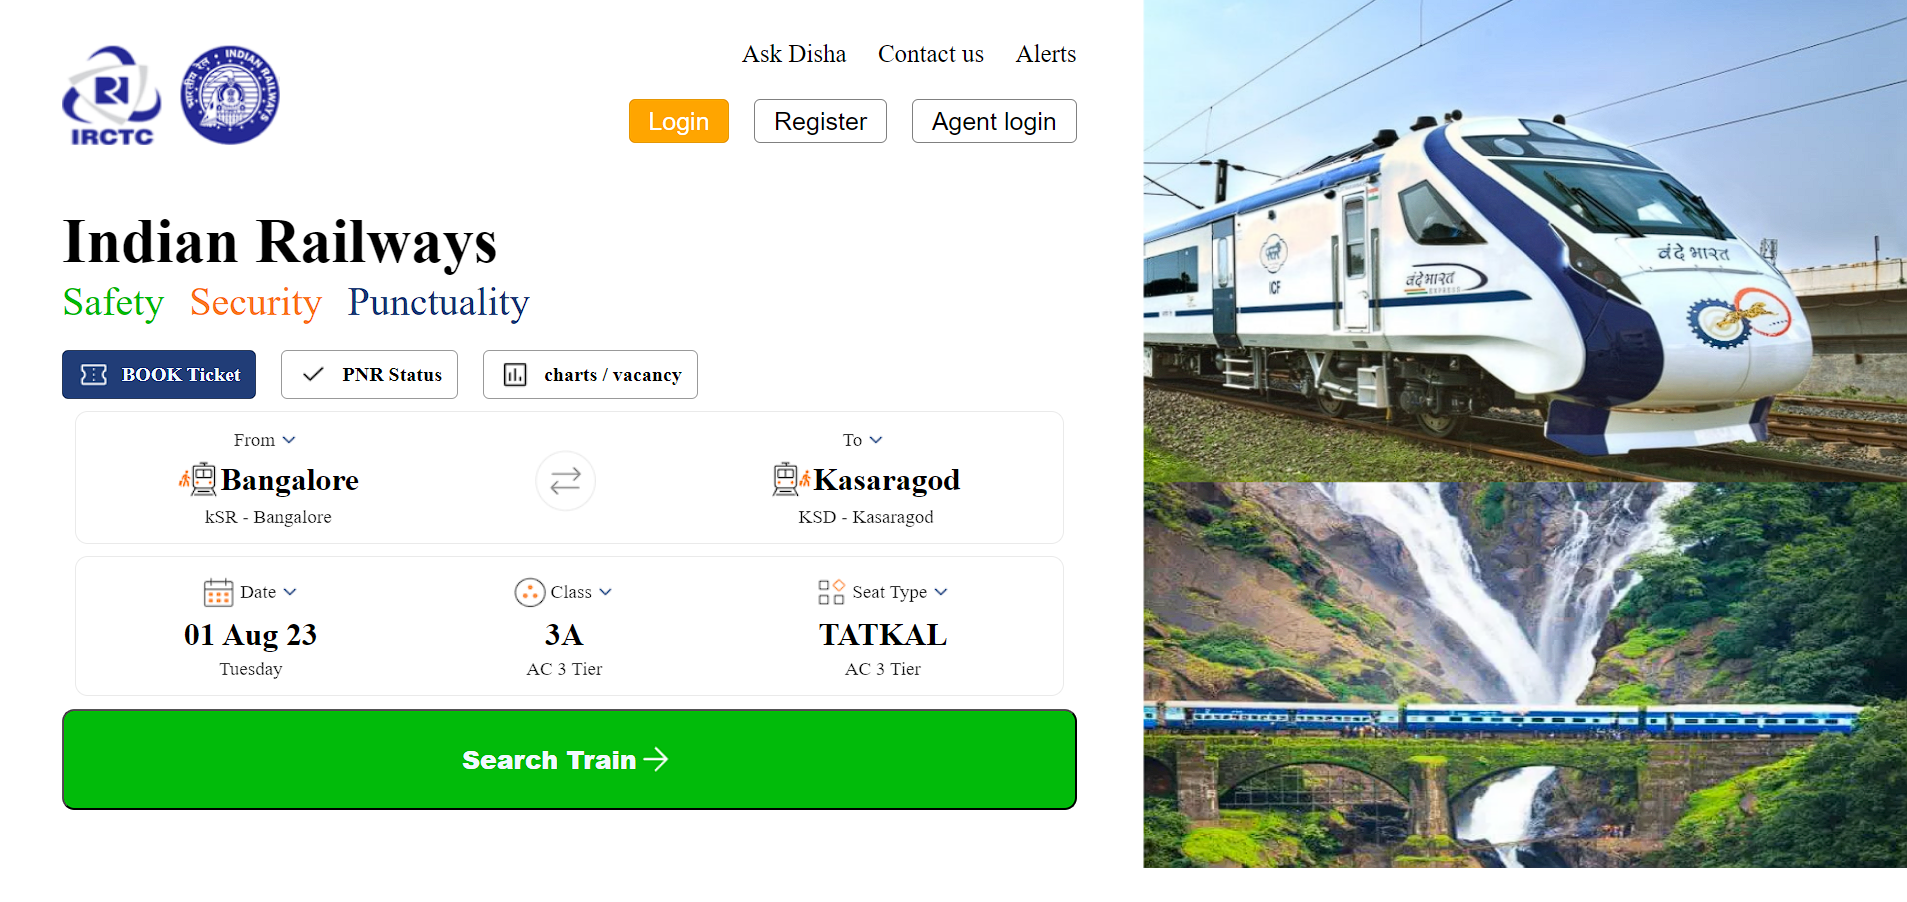 IRCTC
भारतीय रेल • INDIAN RAILWAYS
Ask Disha Contact us Alerts
Login Register Agent login
Indian Railways
Safety Security Punctuality
BOOK Ticket PNR Status charts / vacancy
From To
Bangalore Kasaragod
kSR - Bangalore KSD - Kasaragod
Date Class Seat Type
01 Aug 23 3A TATKAL
Tuesday AC 3 Tier AC 3 Tier
Search Train
वंदे भारत
वंदे भारत
EXPRESS
ICF